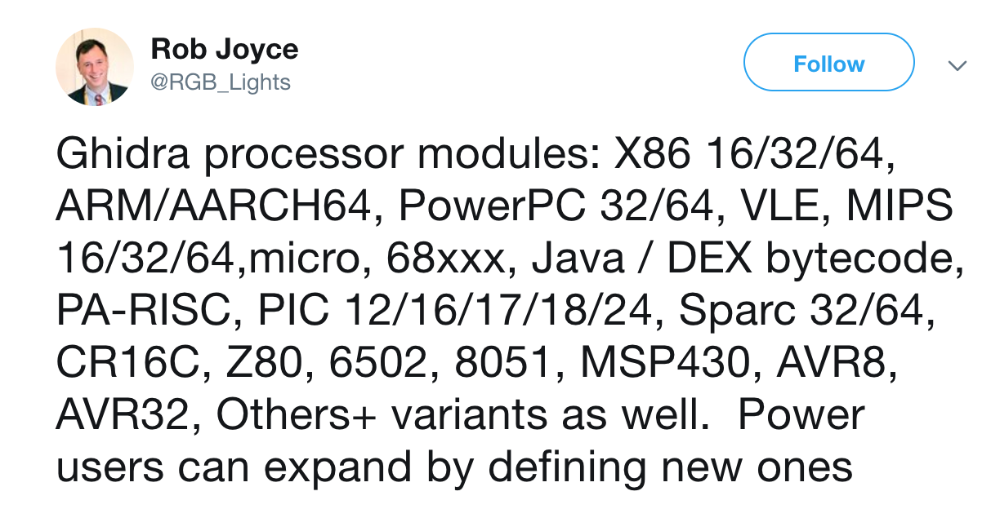 Rob Joyce
@RGB_Lights
Follow
Ghidra processor modules: X86 16/32/64,
ARM/AARCH64, PowerPC 32/64, VLE, MIPS
16/32/64,micro, 68xxx, Java / DEX bytecode,
PA-RISC, PIC 12/16/17/18/24, Sparc 32/64,
CR16C, Z80, 6502, 8051, MSP430, AVR8,
AVR32, Others+ variants as well.  Power
users can expand by defining new ones